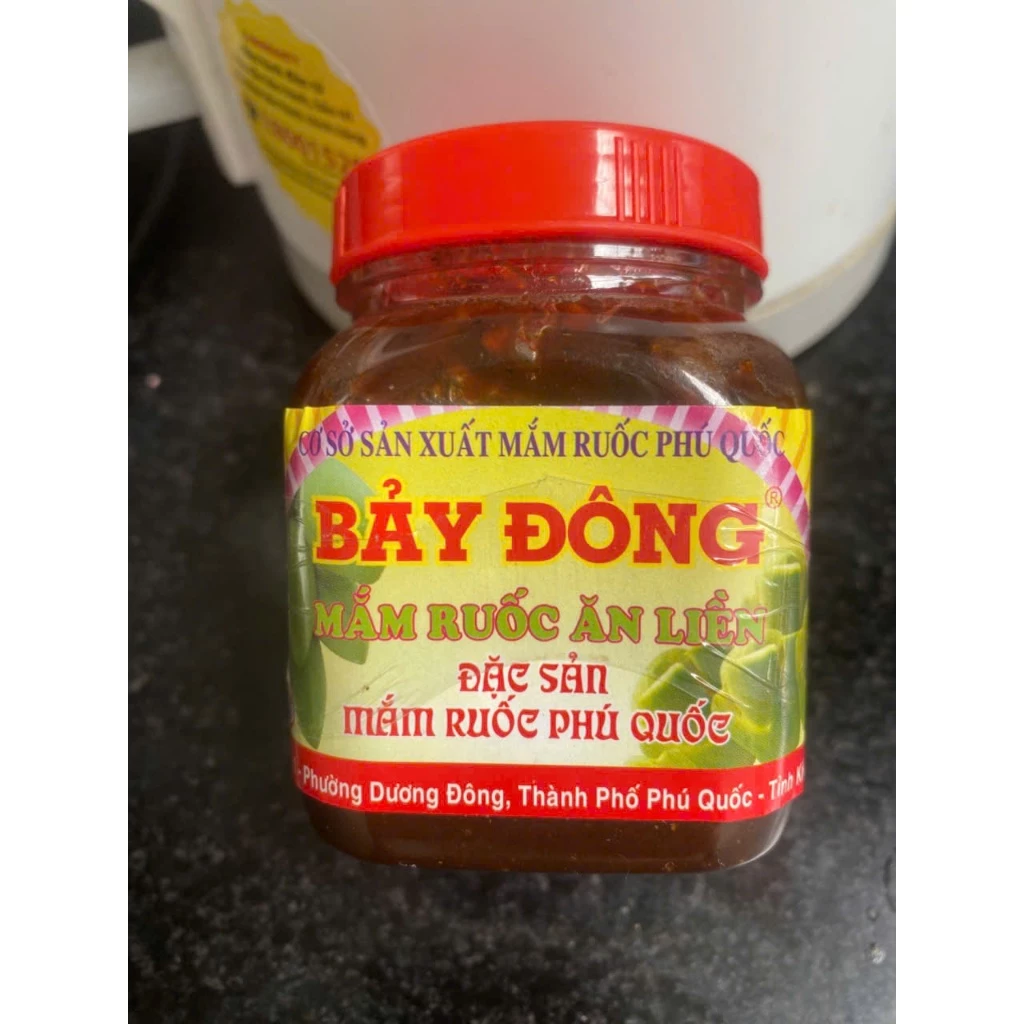 CƠ SỞ SẢN XUẤT MẮM RUỐC PHÚ QUỐC
BẢY ĐÔNG®
MẮM RUỐC ĂN LIỀN
ĐẶC SẢN
MẮM RUỐC PHÚ QUỐC
- Phường Dương Đông, Thành Phố Phú Quốc - Tỉnh K